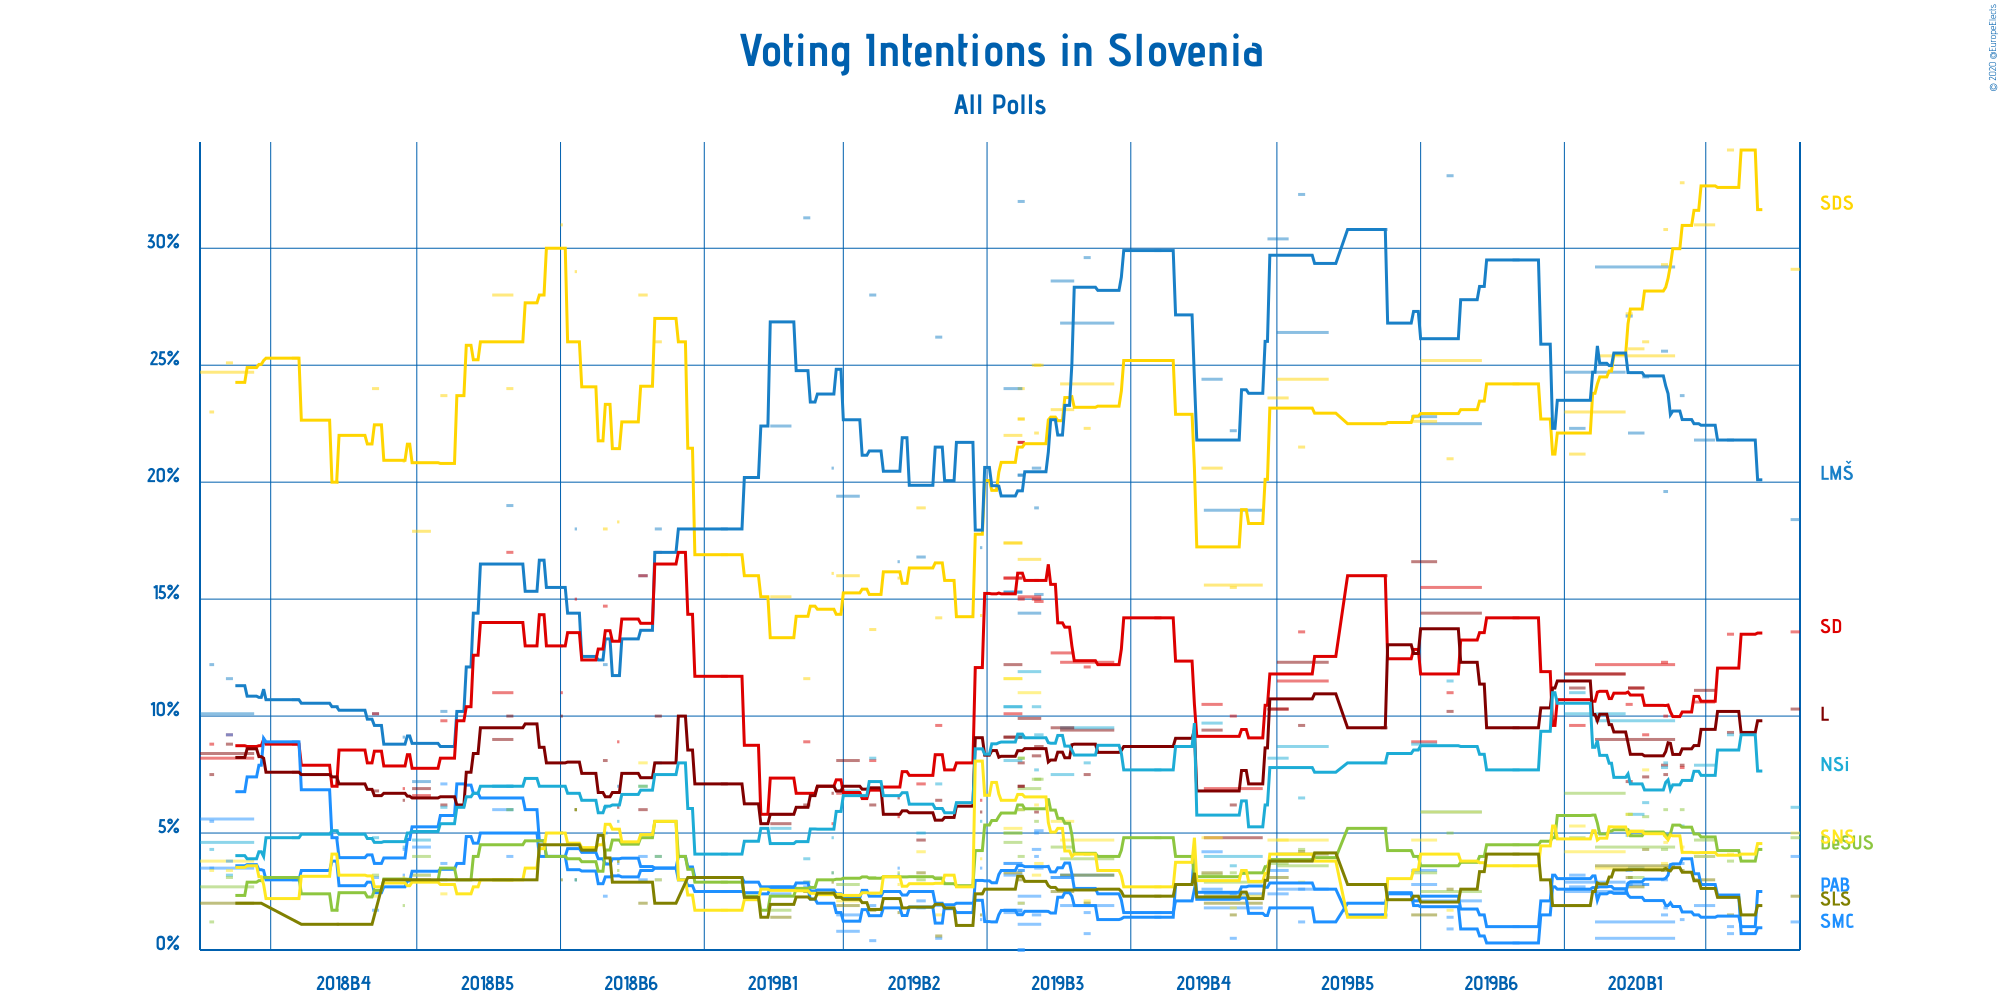 Voting Intentions in Slovenia
All Polls
© 2020 @EuropeElects
30%
25%
20%
15%
10%
5%
0%
SDS
LMŠ
SD
L
NSi
SNS
DeSUS
PAB
SLS
SMC
2018B4 2018B5 2018B6 2019B1 2019B2 2019B3 2019B4 2019B5 2019B6 2020B1